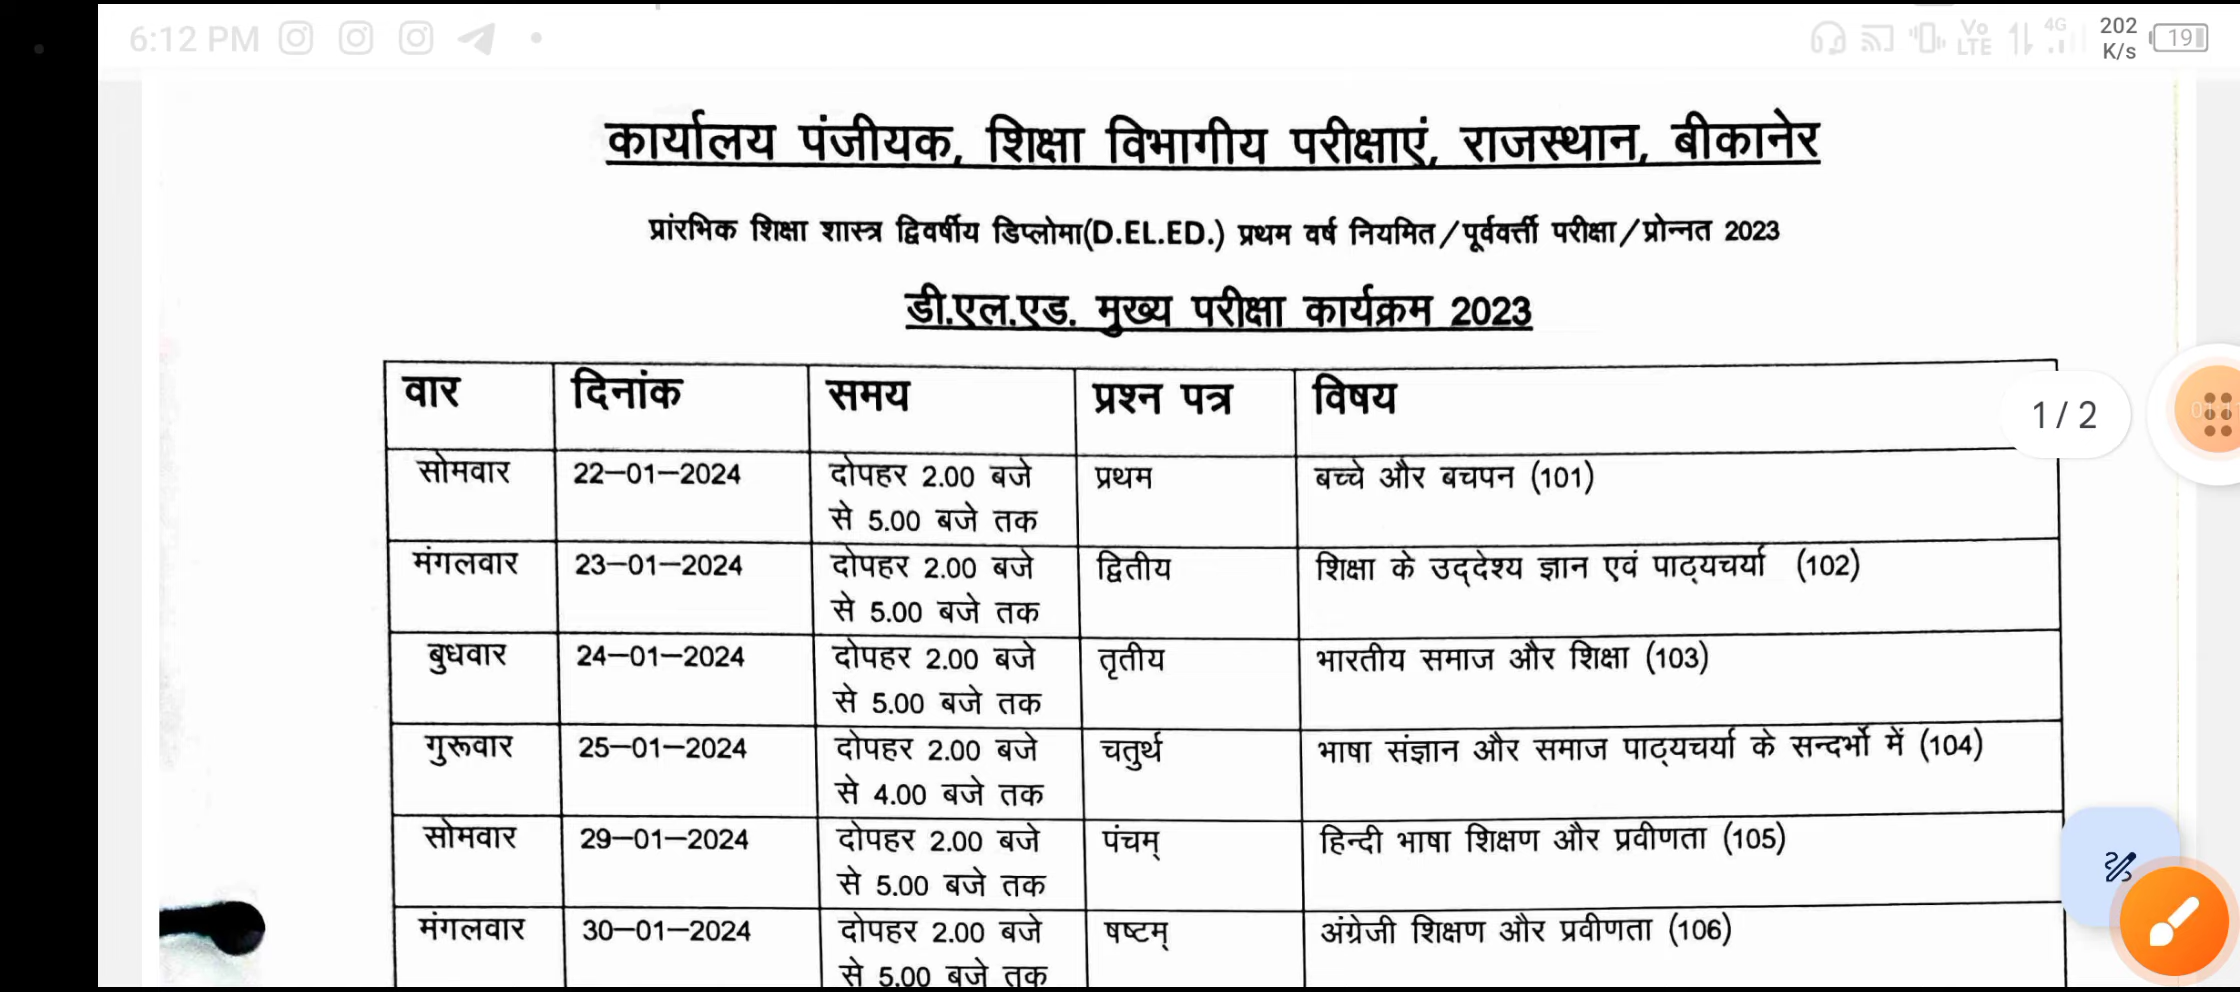 6:12 PM
Vo LTE 4G 202 K/s 19
कार्यालय पंजीयक, शिक्षा विभागीय परीक्षाएं, राजस्थान, बीकानेर
प्रांरभिक शिक्षा शास्त्र द्विवर्षीय डिप्लोमा(D.EL.ED.) प्रथम वर्ष नियमित/पूर्ववर्त्ती परीक्षा/प्रोन्नत 2023
डी.एल.एड. मुख्य परीक्षा कार्यक्रम 2023
वार दिनांक समय प्रश्न पत्र विषय
1 / 2
सोमवार 22-01-2024 दोपहर 2.00 बजे प्रथम बच्चे और बचपन (101)
से 5.00 बजे तक
मंगलवार 23-01-2024 दोपहर 2.00 बजे द्वितीय शिक्षा के उद्देश्य ज्ञान एवं पाठ्यचर्या (102)
से 5.00 बजे तक
बुधवार 24-01-2024 दोपहर 2.00 बजे तृतीय भारतीय समाज और शिक्षा (103)
से 5.00 बजे तक
गुरूवार 25-01-2024 दोपहर 2.00 बजे चतुर्थ भाषा संज्ञान और समाज पाठ्यचर्या के सन्दर्भो में (104)
से 4.00 बजे तक
सोमवार 29-01-2024 दोपहर 2.00 बजे पंचम् हिन्दी भाषा शिक्षण और प्रवीणता (105)
से 5.00 बजे तक
मंगलवार 30-01-2024 दोपहर 2.00 बजे षष्टम् अंग्रेजी शिक्षण और प्रवीणता (106)
से 5.00 बजे तक